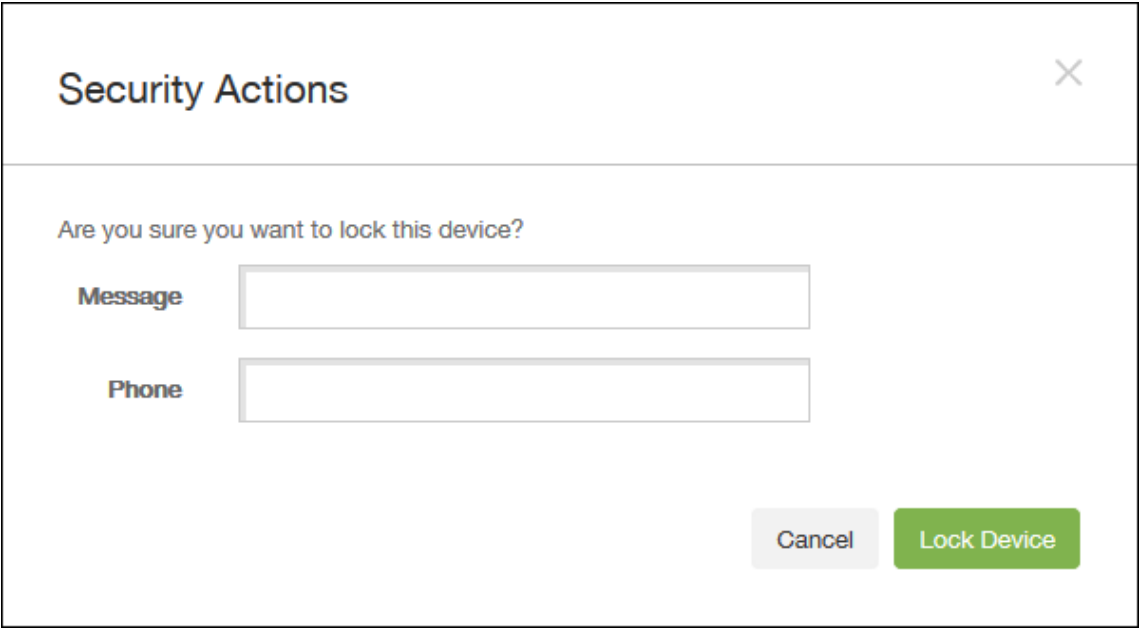 Security Actions
Are you sure you want to lock this device?
Message
Phone
Cancel
Lock Device